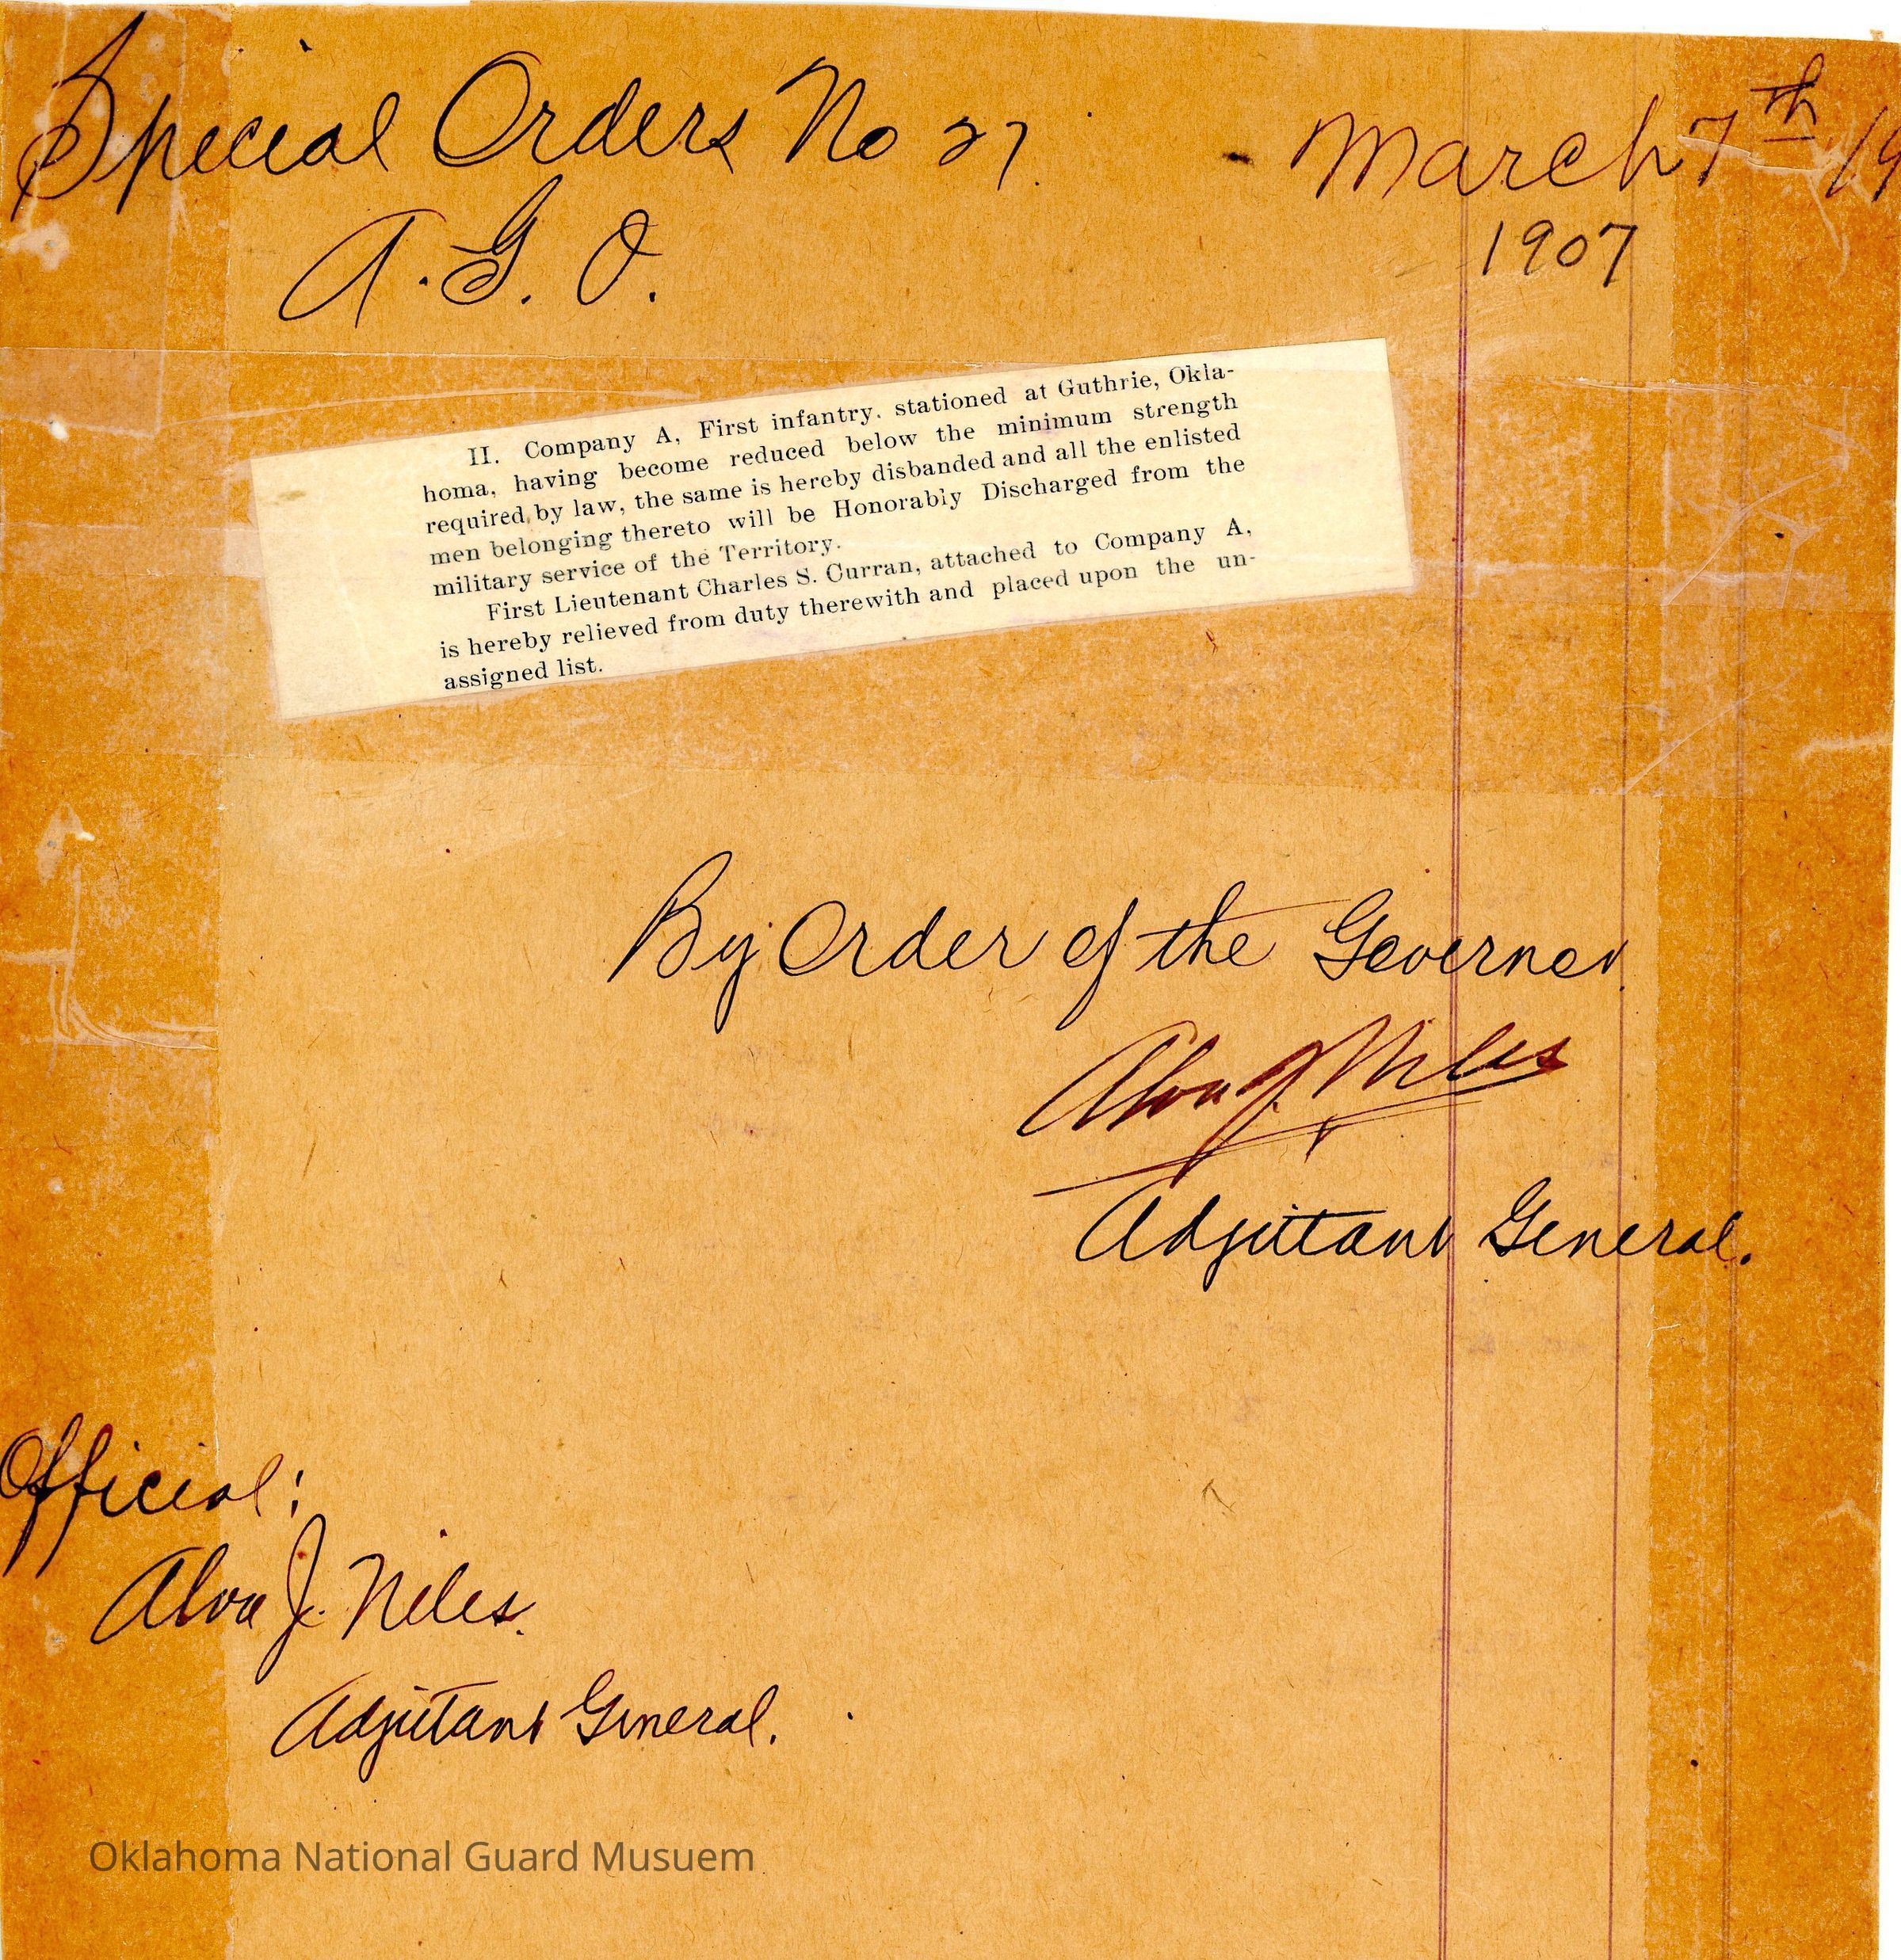 Special Orders No 27. March 7th 19
A. G. O. 1907
II. Company A, First infantry, stationed at Guthrie, Okla-
homa, having become reduced below the minimum strength
required by law, the same is hereby disbanded and all the enlisted
men belonging thereto will be Honorably Discharged from the
military service of the Territory.
First Lieutenant Charles S. Curran, attached to Company A,
is hereby relieved from duty therewith and placed upon the un-
assigned list.
By Order of the Governor.
Alva J. Niles
Adjutant General.
Official:
Alva J. Niles.
Adjutant General.
Oklahoma National Guard Musuem